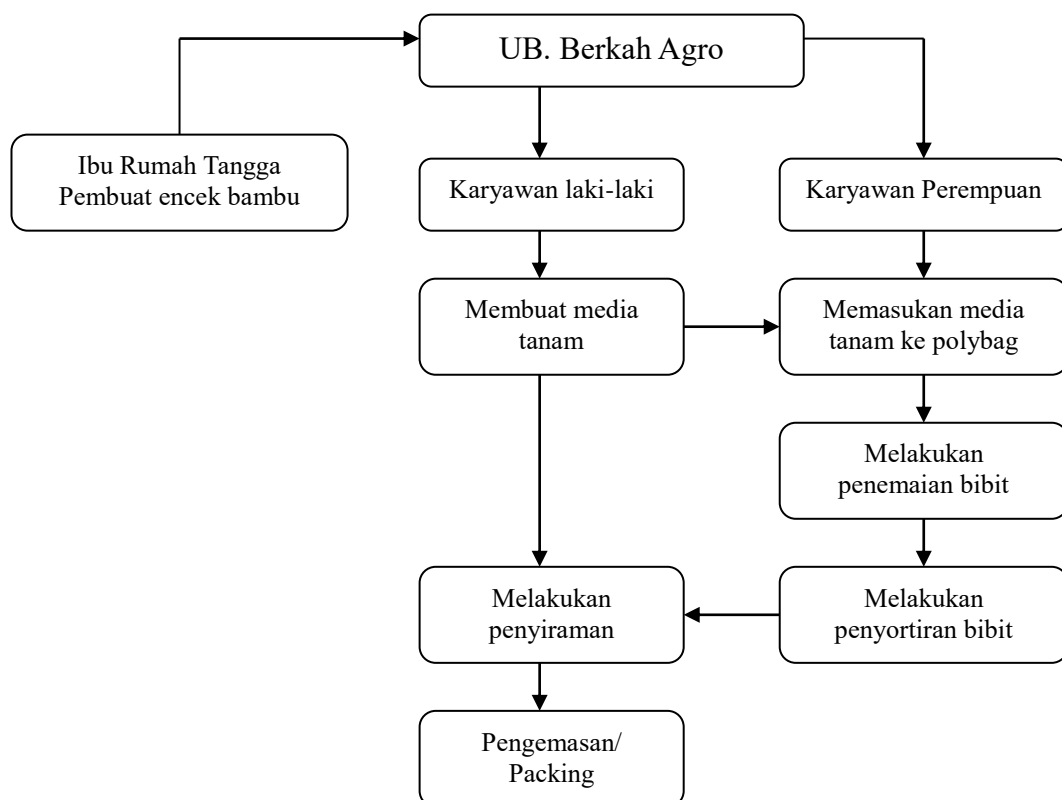 UB. Berkah Agro
Ibu Rumah Tangga
Pembuat encek bambu
Karyawan laki-laki
Karyawan Perempuan
Membuat media
tanam
Memasukan media
tanam ke polybag
Melakukan
penemaian bibit
Melakukan
penyiraman
Melakukan
penyortiran bibit
Pengemasan/
Packing